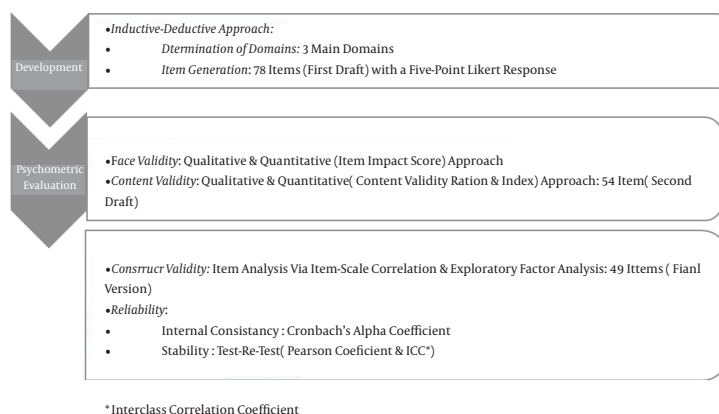 •Inductive-Deductive Approach:
• Dtermination of Domains: 3 Main Domains
• Item Generation: 78 Items (First Draft) with a Five-Point Likert Response
Development
•Face Validity: Qualitative & Quantitative (Item Impact Score) Approach
•Content Validity: Qualitative & Quantitative( Content Validity Ration & Index) Approach: 54 Item( Second
Draft)
Psychometric
Evaluation
•Consrrucr Validity: Item Analysis Via Item-Scale Correlation & Exploratory Factor Analysis: 49 Ittems ( Fianl
Version)
•Reliability:
• Internal Consistancy : Cronbach's Alpha Coefficient
• Stability : Test-Re-Test( Pearson Coeficient & ICC*)
* Interclass Correlation Coefficient